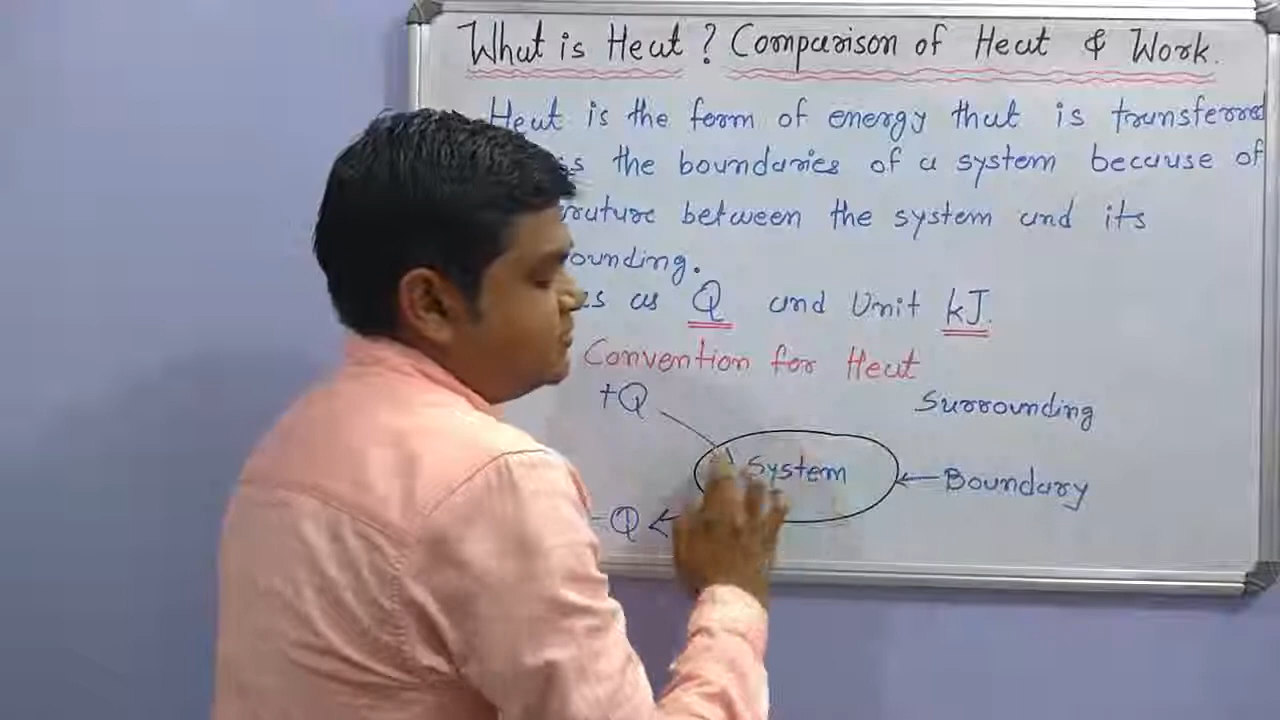 What is Heat? Comparison of Heat & Work.
Heat is the form of energy that is transferred
the boundaries of a system because of
between the system and its
as Q and Unit kJ.
Convention for Heat
+Q
Surrounding
System
Boundary
-Q